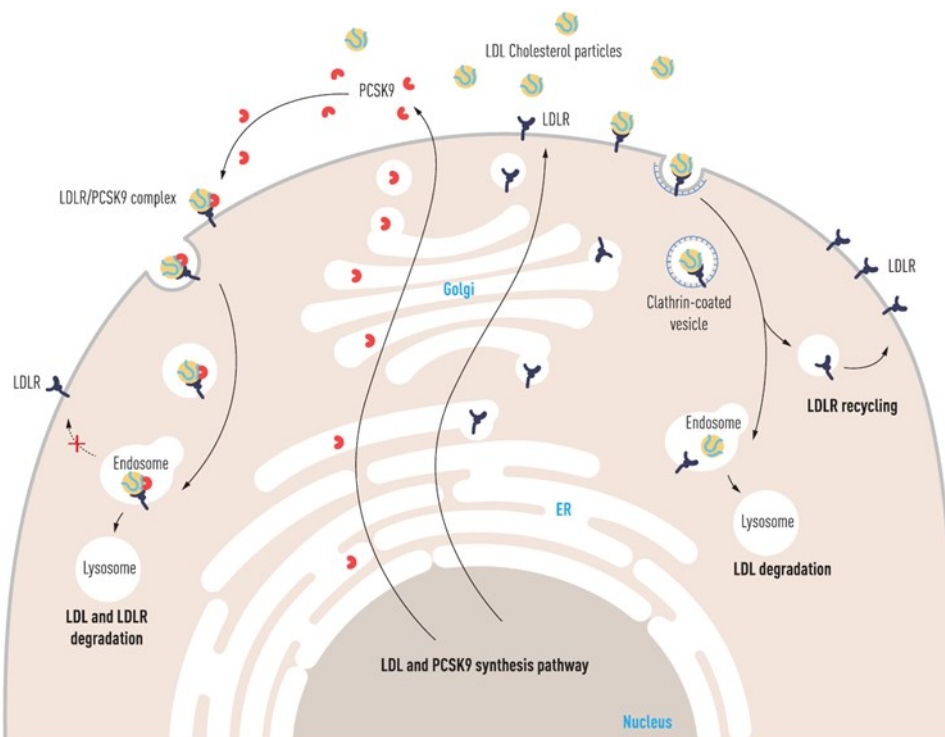 LDL Cholesterol particles
PCSK9
LDLR
LDLR/PCSK9 complex
Golgi
Clathrin-coated
vesicle
LDLR
LDLR
LDLR recycling
Endosome
Endosome
ER
Lysosome
LDL degradation
Lysosome
LDL and LDLR
degradation
LDL and PCSK9 synthesis pathway
Nucleus